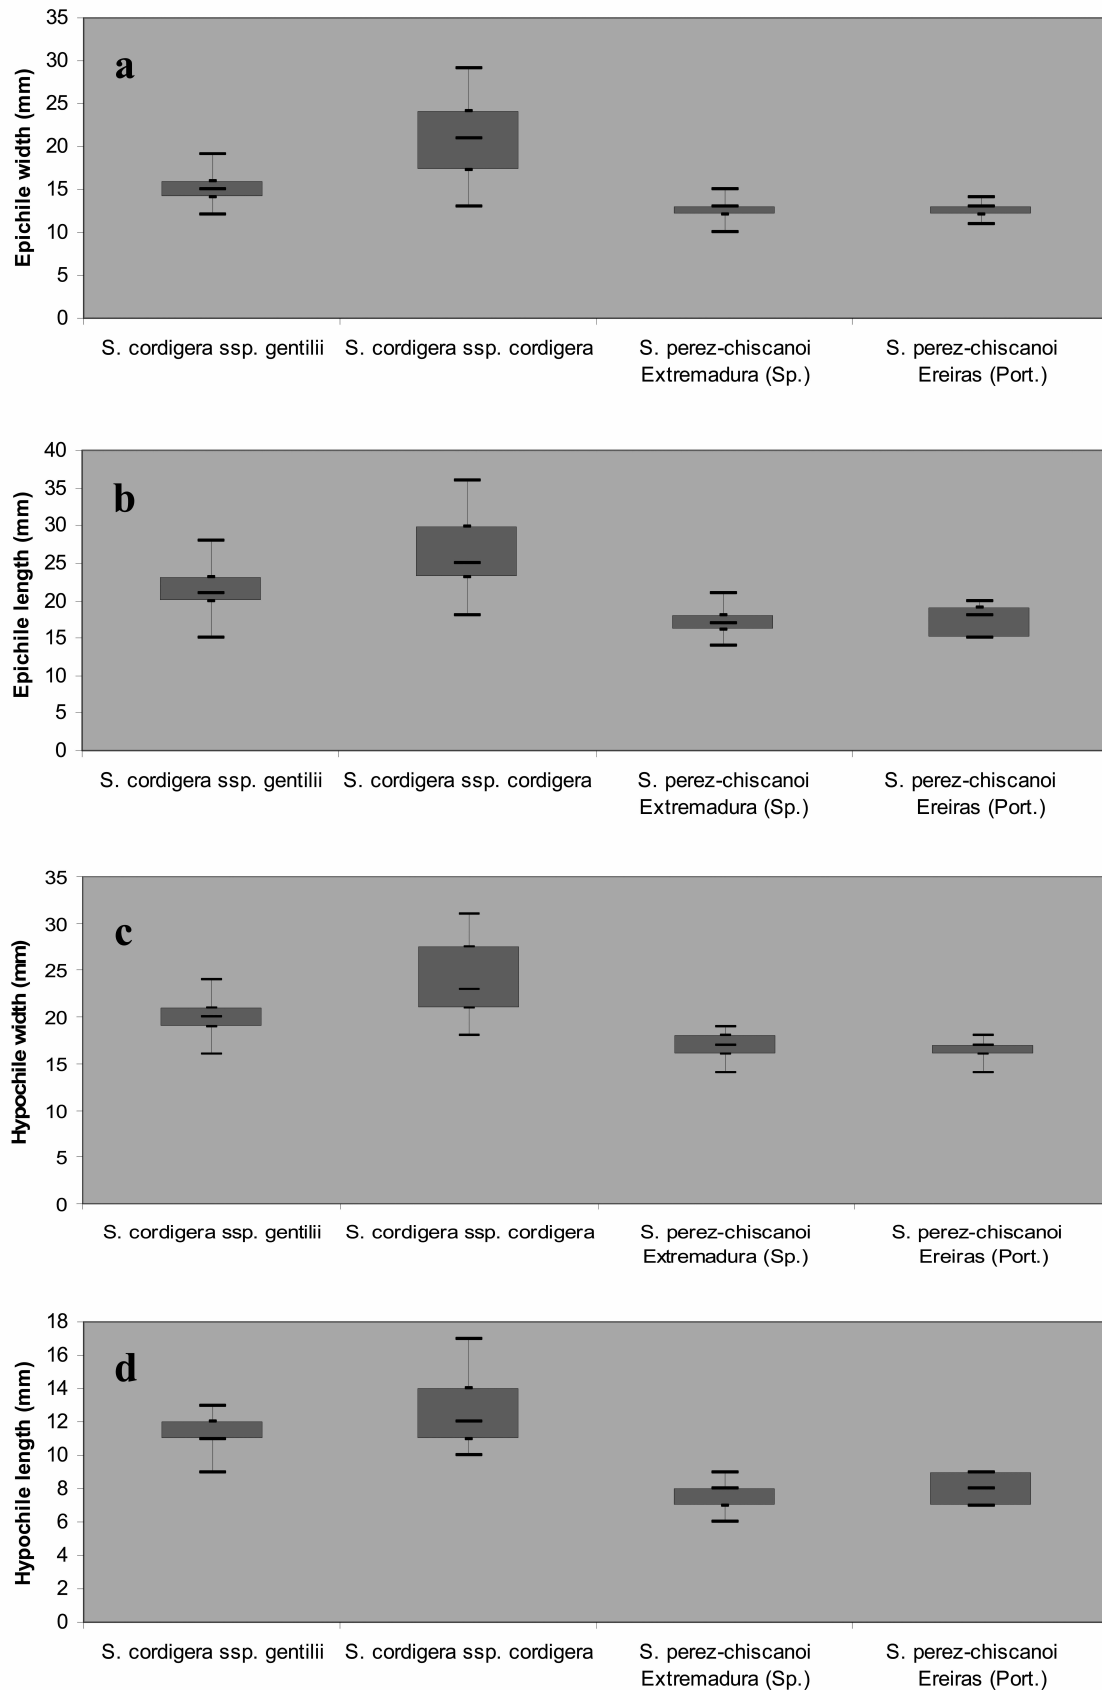 a
Epichile width (mm)
35
30
25
20
15
10
5
0
S. cordigera ssp. gentilii
S. cordigera ssp. cordigera
S. perez-chiscanoi
Extremadura (Sp.)
S. perez-chiscanoi
Ereiras (Port.)
b
Epichile length (mm)
40
35
30
25
20
15
10
5
0
S. cordigera ssp. gentilii
S. cordigera ssp. cordigera
S. perez-chiscanoi
Extremadura (Sp.)
S. perez-chiscanoi
Ereiras (Port.)
c
Hypochile width (mm)
35
30
25
20
15
10
5
0
S. cordigera ssp. gentilii
S. cordigera ssp. cordigera
S. perez-chiscanoi
Extremadura (Sp.)
S. perez-chiscanoi
Ereiras (Port.)
d
Hypochile length (mm)
18
16
14
12
10
8
6
4
2
0
S. cordigera ssp. gentilii
S. cordigera ssp. cordigera
S. perez-chiscanoi
Extremadura (Sp.)
S. perez-chiscanoi
Ereiras (Port.)